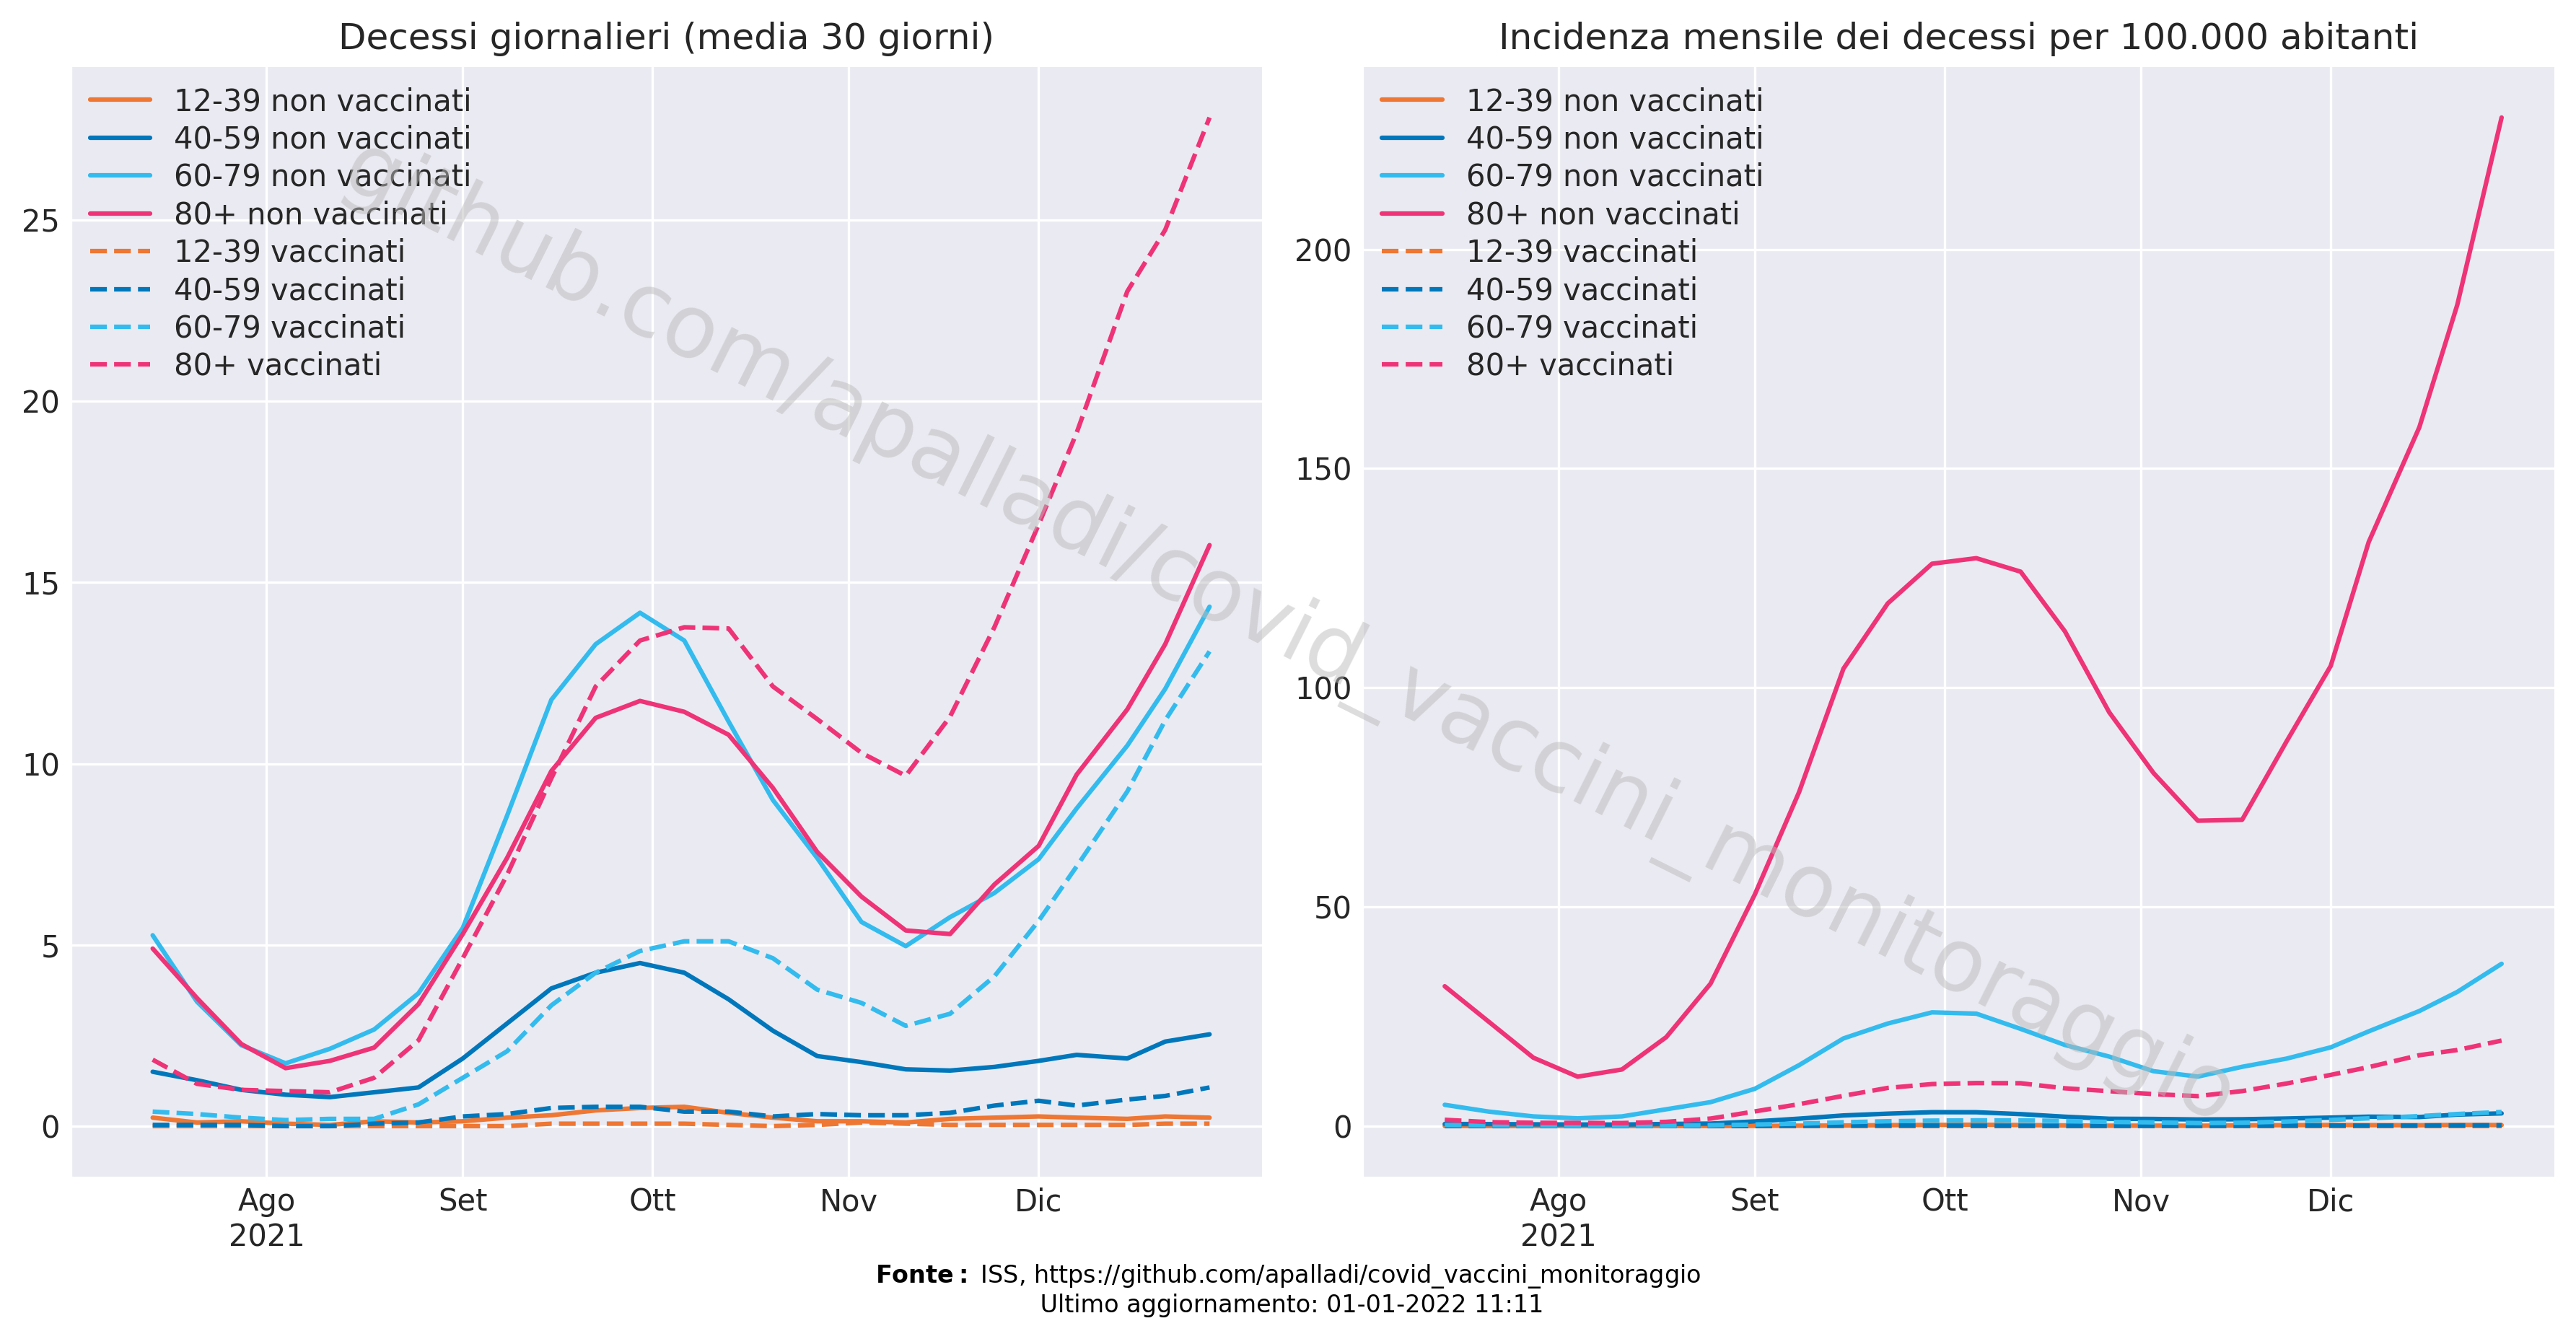 Decessi giornalieri (media 30 giorni)
12-39 non vaccinati
40-59 non vaccinati
60-79 non vaccinati
80+ non vaccinati
12-39 vaccinati
40-59 vaccinati
60-79 vaccinati
80+ vaccinati
25
20
15
10
5
0
Ago
2021
Set
Ott
Nov
Dic
Incidenza mensile dei decessi per 100.000 abitanti
12-39 non vaccinati
40-59 non vaccinati
60-79 non vaccinati
80+ non vaccinati
12-39 vaccinati
40-59 vaccinati
60-79 vaccinati
80+ vaccinati
200
150
100
50
0
Ago
2021
Set
Ott
Nov
Dic
github.com/apalladi/covid_vaccini_monitoraggio
Fonte: ISS, https://github.com/apalladi/covid_vaccini_monitoraggio
Ultimo aggiornamento: 01-01-2022 11:11